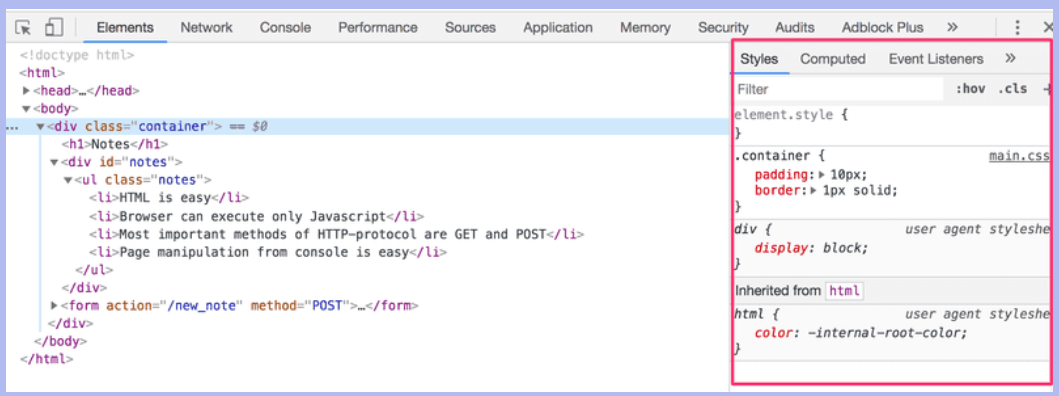 Elements Network Console Performance Sources Application Memory Security Audits Adblock Plus »
<!doctype html>
<html>
▶<head>…</head>
▼<body>
… ▼<div class="container"> == $0
<h1>Notes</h1>
▼<div id="notes">
▼<ul class="notes">
<li>HTML is easy</li>
<li>Browser can execute only Javascript</li>
<li>Most important methods of HTTP-protocol are GET and POST</li>
<li>Page manipulation from console is easy</li>
</ul>
</div>
▶<form action="/new_note" method="POST">…</form>
</div>
</body>
</html>
Styles Computed Event Listeners »
Filter :hov .cls +
element.style {
}
.container { main.css
padding:▶ 10px;
border:▶ 1px solid;
}
div { user agent styleshe
display: block;
}
Inherited from html
html { user agent styleshe
color: -internal-root-color;
}